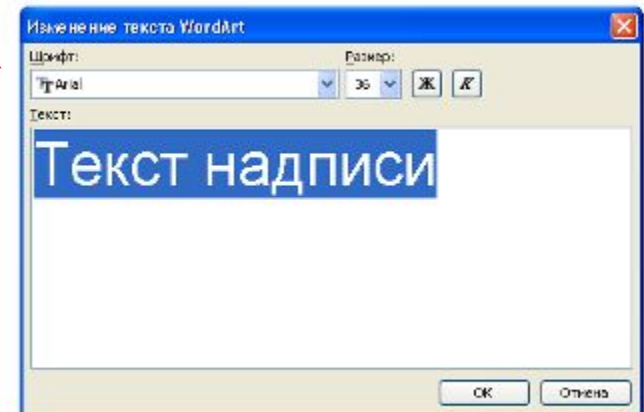 Изменение текста WordArt
Шрифт: Размер:
Arial 36 Ж К
Текст:
Текст надписи
ОК Отмена